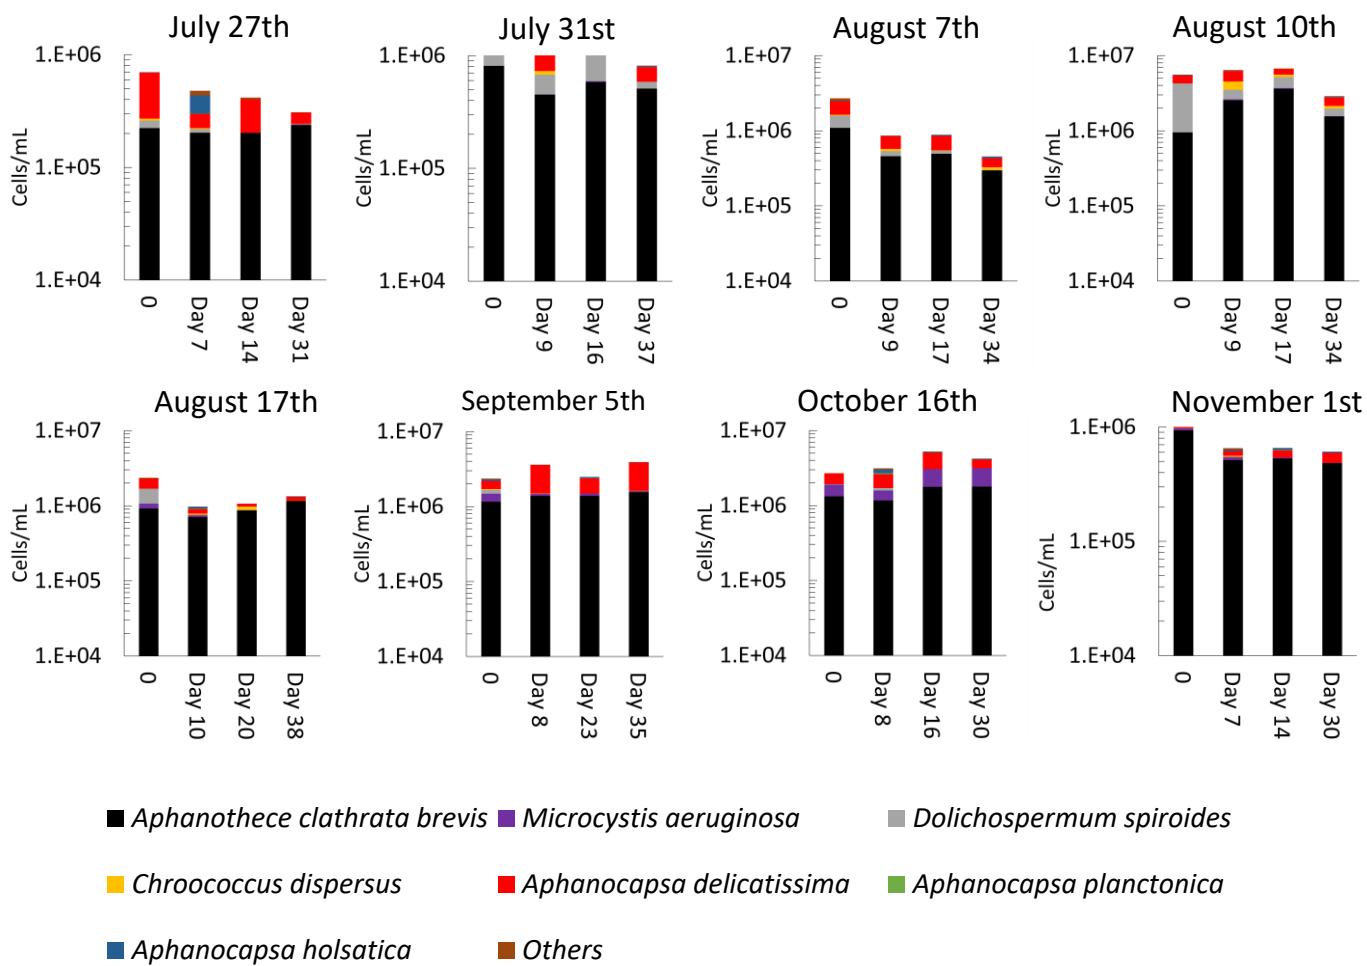 July 27th
1.E+06
1.E+05
1.E+04
Cells/mL
0
Day 7
Day 14
Day 31
July 31st
1.E+06
1.E+05
1.E+04
Cells/mL
0
Day 9
Day 16
Day 37
August 7th
1.E+07
1.E+06
1.E+05
1.E+04
Cells/mL
0
Day 9
Day 17
Day 34
August 10th
1.E+07
1.E+06
1.E+05
1.E+04
Cells/mL
0
Day 9
Day 17
Day 34
August 17th
1.E+07
1.E+06
1.E+05
1.E+04
Cells/mL
0
Day 10
Day 20
Day 38
September 5th
1.E+07
1.E+06
1.E+05
1.E+04
Cells/mL
0
Day 8
Day 23
Day 35
October 16th
1.E+07
1.E+06
1.E+05
1.E+04
Cells/mL
0
Day 8
Day 16
Day 30
November 1st
1.E+06
1.E+05
1.E+04
Cells/mL
0
Day 7
Day 14
Day 30
Aphanothece clathrata brevis
Microcystis aeruginosa
Dolichospermum spiroides
Chroococcus dispersus
Aphanocapsa delicatissima
Aphanocapsa planctonica
Aphanocapsa holsatica
Others